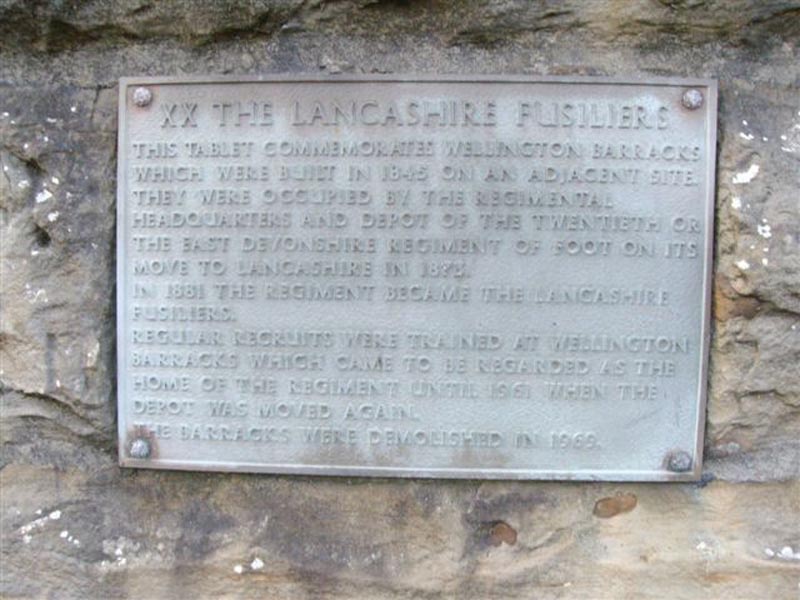 XX THE LANCASHIRE FUSILIERS
THIS TABLET COMMEMORATES WELLINGTON BARRACKS
WHICH WERE BUILT IN 1845 ON AN ADJACENT SITE.
THEY WERE OCCUPIED BY THE REGIMENTAL
HEADQUARTERS AND DEPOT OF THE TWENTIETH OR
THE EAST DEVONSHIRE REGIMENT OF FOOT ON ITS
MOVE TO LANCASHIRE IN
IN 1881 THE REGIMENT BECAME THE LANCASHIRE
FUSILIERS.
REGULAR RECRUITS WERE TRAINED AT WELLINGTON
BARRACKS WHICH CAME TO BE REGARDED AS THE
HOME OF THE REGIMENT UNTIL 1961 WHEN THE
DEPOT WAS MOVED AGAIN.
THE BARRACKS WERE DEMOLISHED IN 1969.